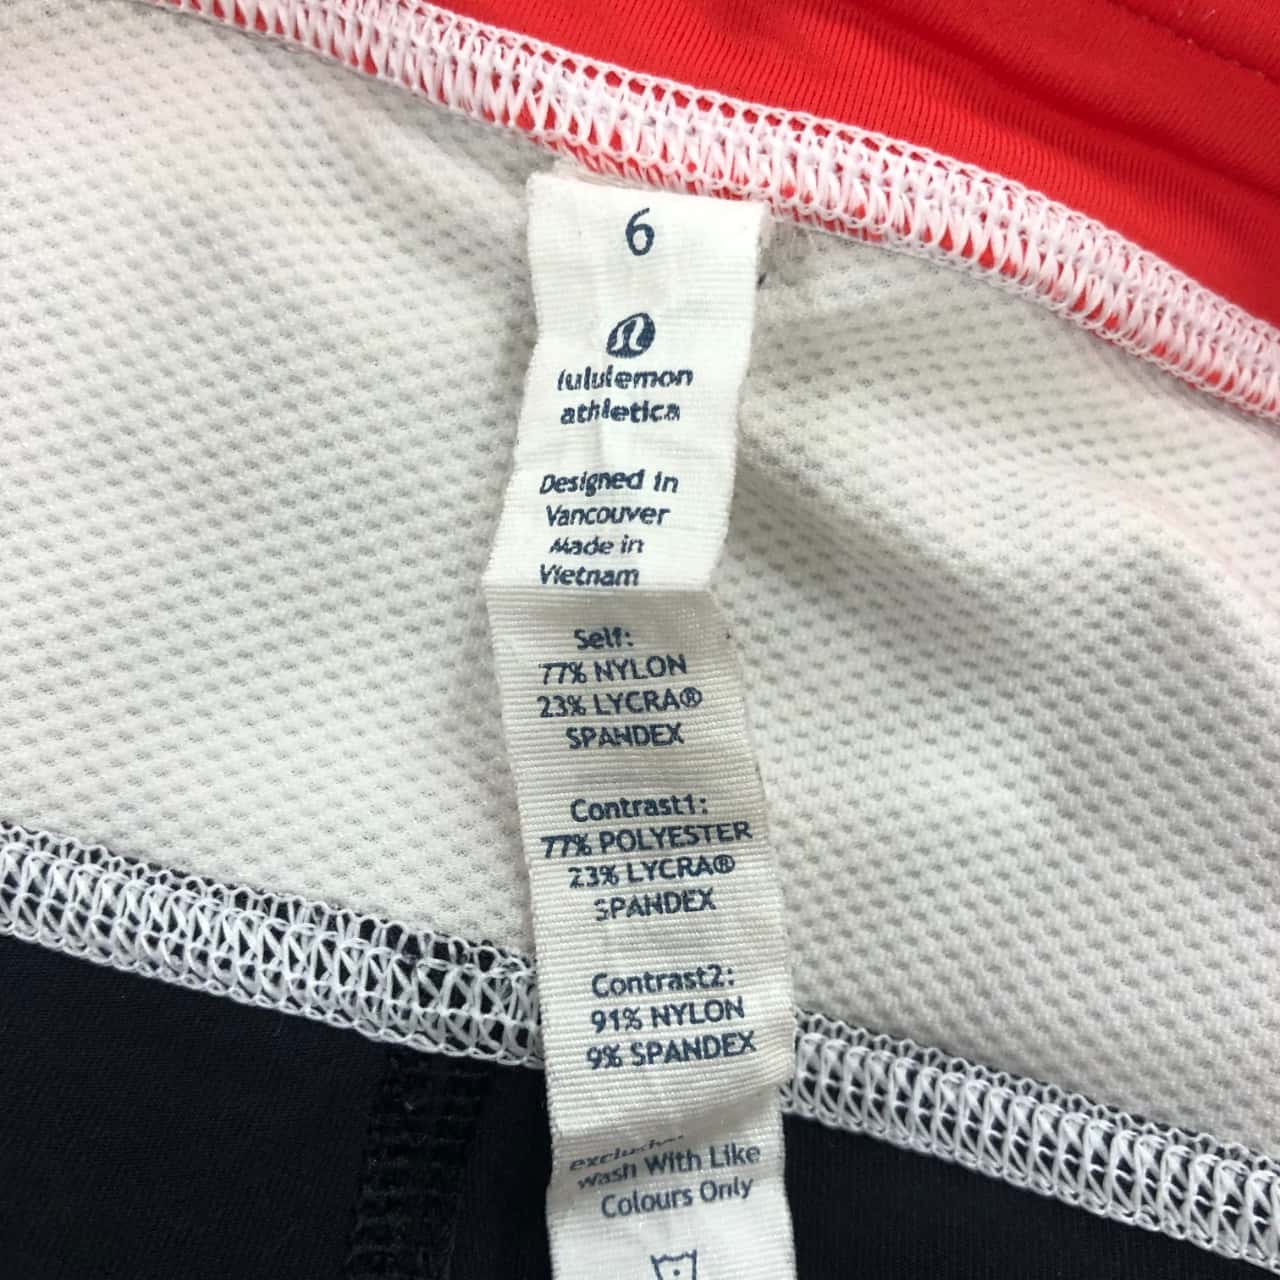 6
lululemon
athletica
Designed in
Vancouver
Made in
Vietnam
Self:
77% NYLON
23% LYCRA®
SPANDEX
Contrast1:
77% POLYESTER
23% LYCRA®
SPANDEX
Contrast2:
91% NYLON
9% SPANDEX
Wash With Like
Colours Only